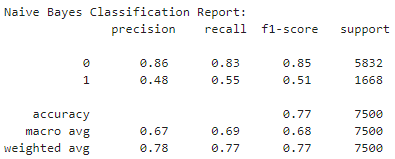 Naive Bayes Classification Report:
precision recall f1-score support
0 0.86 0.83 0.85 5832
1 0.48 0.55 0.51 1668
accuracy 0.77 7500
macro avg 0.67 0.69 0.68 7500
weighted avg 0.78 0.77 0.77 7500